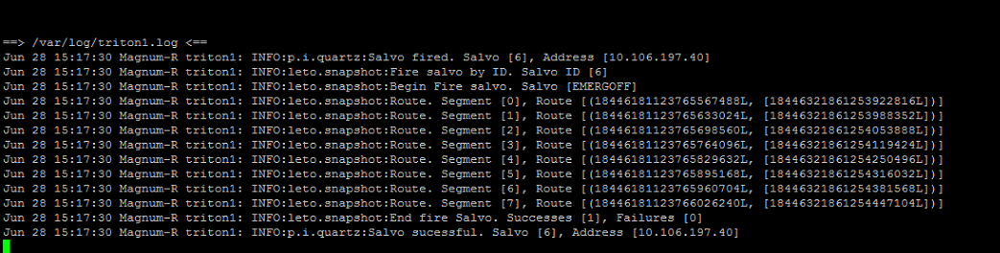 ==> /var/log/triton1.log <==
Jun 28 15:17:30 Magnum-R triton1: INFO:p.i.quartz:Salvo fired. Salvo [6], Address [10.106.197.40]
Jun 28 15:17:30 Magnum-R triton1: INFO:leto.snapshot:Fire salvo by ID. Salvo ID [6]
Jun 28 15:17:30 Magnum-R triton1: INFO:leto.snapshot:Begin Fire salvo. Salvo [EMERGOFF]
Jun 28 15:17:30 Magnum-R triton1: INFO:leto.snapshot:Route. Segment [0], Route [(18446181123765567488L, [18446321861253922816L])]
Jun 28 15:17:30 Magnum-R triton1: INFO:leto.snapshot:Route. Segment [1], Route [(18446181123765633024L, [18446321861253988352L])]
Jun 28 15:17:30 Magnum-R triton1: INFO:leto.snapshot:Route. Segment [2], Route [(18446181123765698560L, [18446321861254053888L])]
Jun 28 15:17:30 Magnum-R triton1: INFO:leto.snapshot:Route. Segment [3], Route [(18446181123765764096L, [18446321861254119424L])]
Jun 28 15:17:30 Magnum-R triton1: INFO:leto.snapshot:Route. Segment [4], Route [(18446181123765829632L, [18446321861254250496L])]
Jun 28 15:17:30 Magnum-R triton1: INFO:leto.snapshot:Route. Segment [5], Route [(18446181123765895168L, [18446321861254316032L])]
Jun 28 15:17:30 Magnum-R triton1: INFO:leto.snapshot:Route. Segment [6], Route [(18446181123765960704L, [18446321861254381568L])]
Jun 28 15:17:30 Magnum-R triton1: INFO:leto.snapshot:Route. Segment [7], Route [(18446181123766026240L, [18446321861254447104L])]
Jun 28 15:17:30 Magnum-R triton1: INFO:leto.snapshot:End fire Salvo. Successes [1], Failures [0]
Jun 28 15:17:30 Magnum-R triton1: INFO:p.i.quartz:Salvo sucessful. Salvo [6], Address [10.106.197.40]